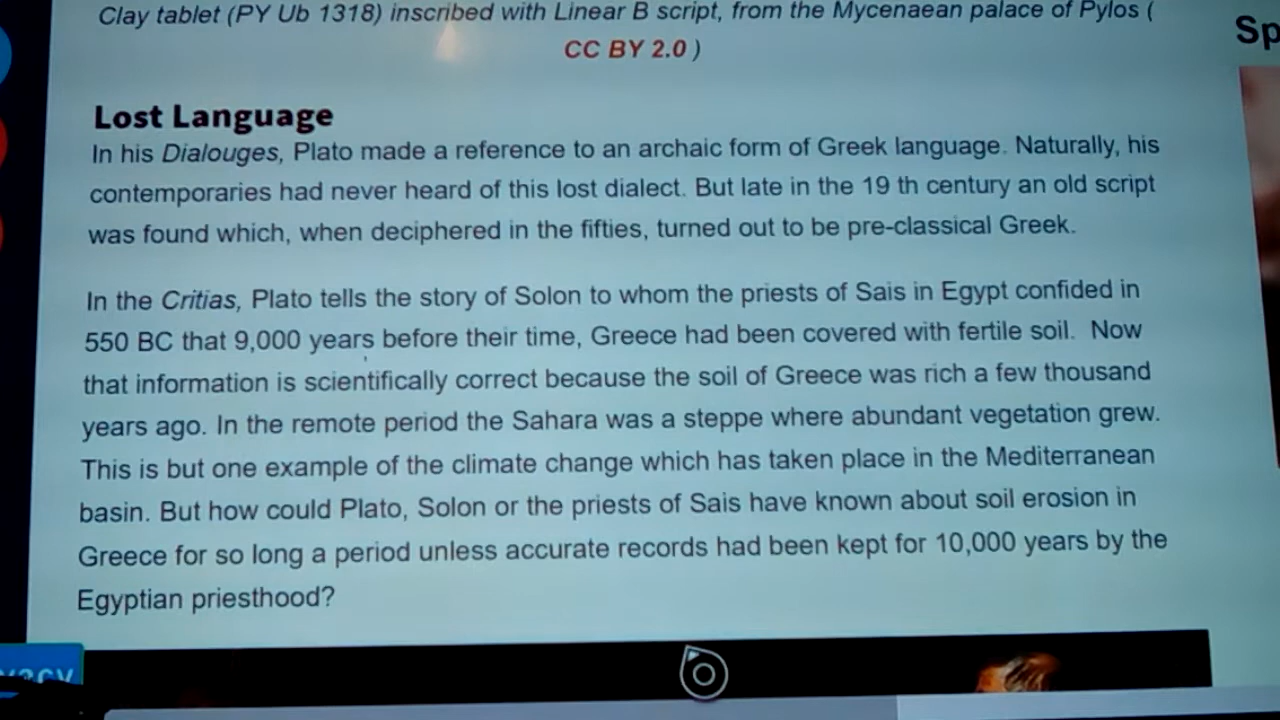 Clay tablet (PY Ub 1318) inscribed with Linear B script, from the Mycenaean palace of Pylos (
CC BY 2.0 )
Sp
Lost Language
In his Dialouges, Plato made a reference to an archaic form of Greek language. Naturally, his
contemporaries had never heard of this lost dialect. But late in the 19 th century an old script
was found which, when deciphered in the fifties, turned out to be pre-classical Greek.
In the Critias, Plato tells the story of Solon to whom the priests of Sais in Egypt confided in
550 BC that 9,000 years before their time, Greece had been covered with fertile soil. Now
that information is scientifically correct because the soil of Greece was rich a few thousand
years ago. In the remote period the Sahara was a steppe where abundant vegetation grew.
This is but one example of the climate change which has taken place in the Mediterranean
basin. But how could Plato, Solon or the priests of Sais have known about soil erosion in
Greece for so long a period unless accurate records had been kept for 10,000 years by the
Egyptian priesthood?